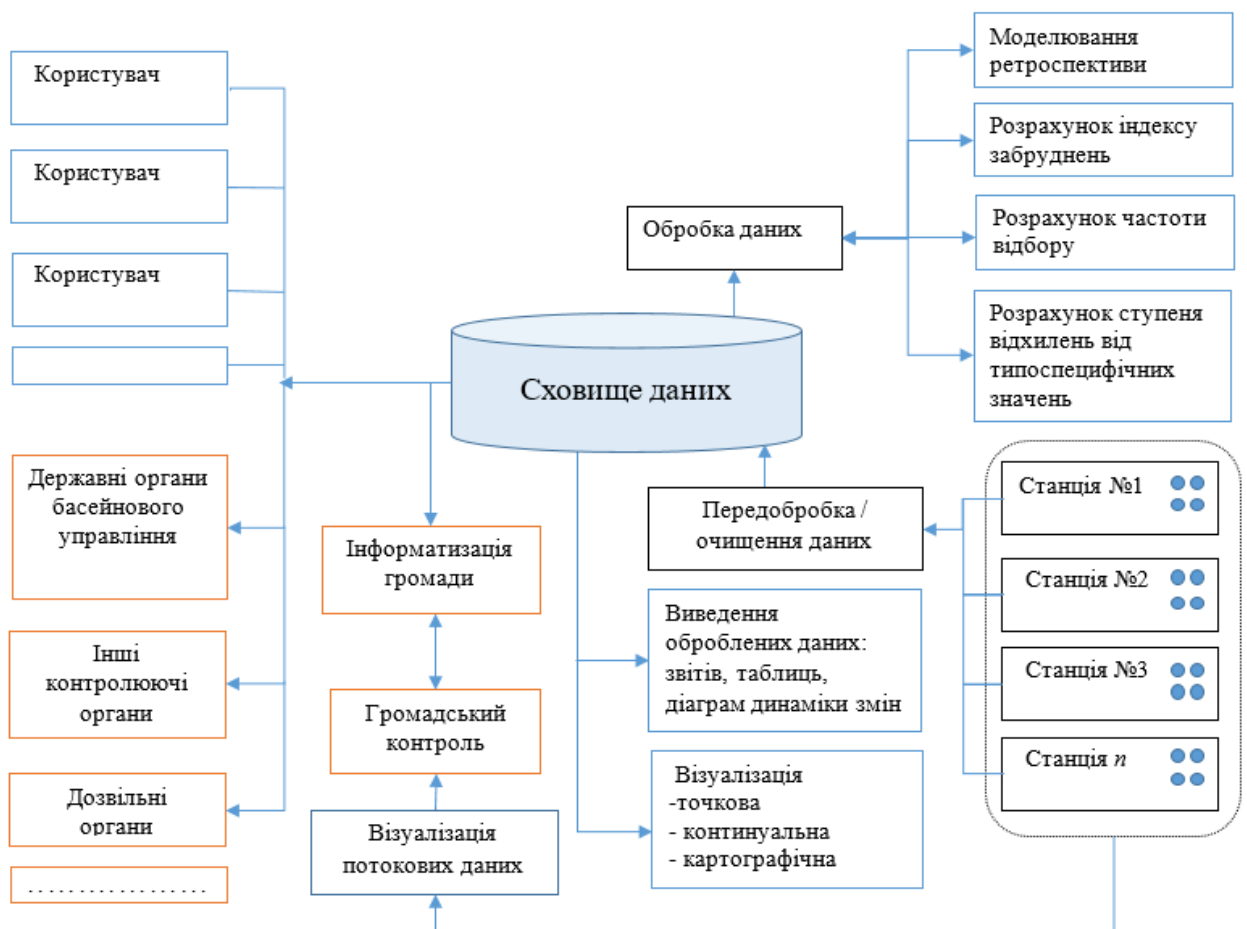 Користувач
Користувач
Користувач
Державні органи
басейнового
управління
Інші
контролюючі
органи
Дозвільні
органи
………………
Інформатизація
громади
Громадський
контроль
Візуалізація
потокових даних
Сховище даних
Обробка даних
Передобробка /
очищення даних
Виведення
оброблених даних:
звітів, таблиць,
діаграм динаміки змін
Візуалізація
-точкова
- континуальна
- картографічна
Моделювання
ретроспективи
Розрахунок індексу
забруднень
Розрахунок частоти
відбору
Розрахунок ступеня
відхилень від
типоспецифічних
значень
Станція №1
Станція №2
Станція №3
Станція n